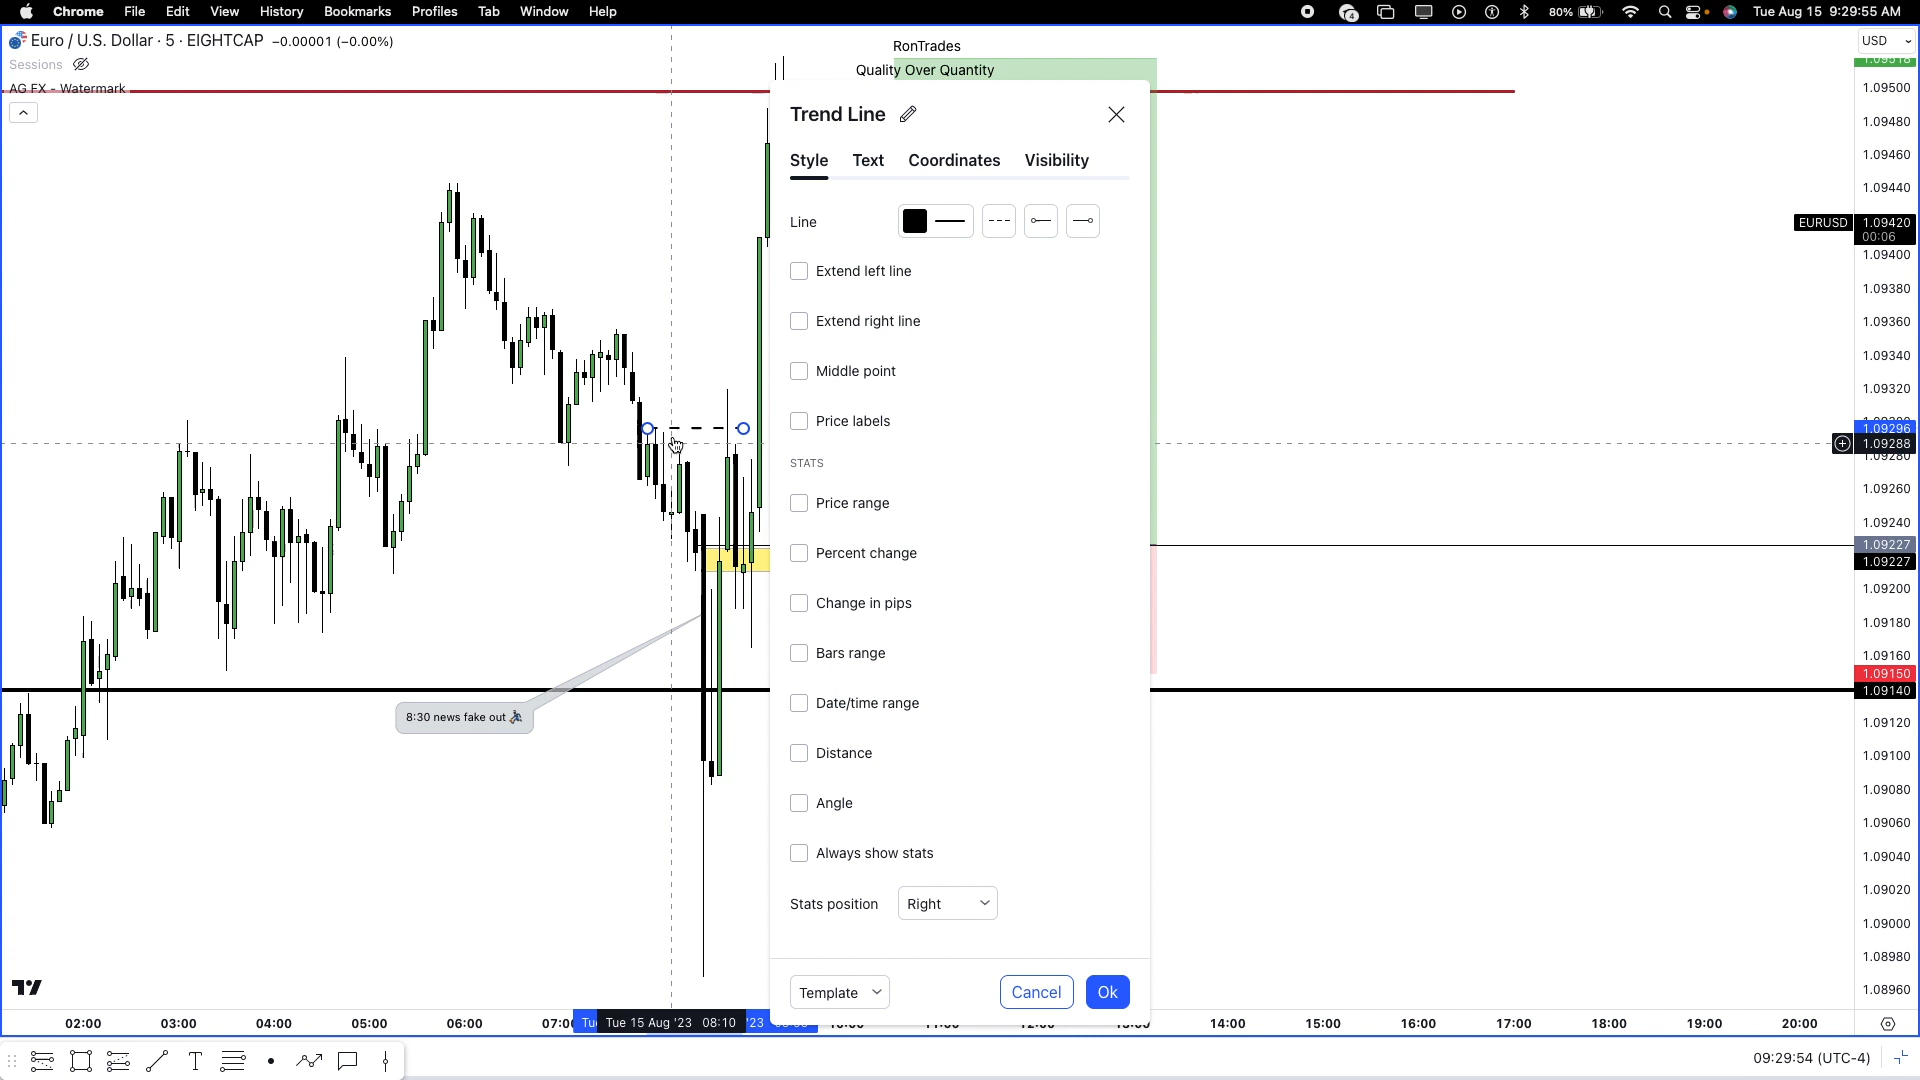 Chrome File Edit View History Bookmarks Profiles Tab Window Help
4 80% Tue Aug 15 9:29:55 AM
Euro / U.S. Dollar · 5 · EIGHTCAP −0.00001 (−0.00%)
Sessions
AG FX - Watermark
RonTrades
Quality Over Quantity
8:30 news fake out
Trend Line
Style Text Coordinates Visibility
Line
Extend left line
Extend right line
Middle point
Price labels
STATS
Price range
Percent change
Change in pips
Bars range
Date/time range
Distance
Angle
Always show stats
Stats position Right
Template Cancel Ok
USD
1.09518
1.09500
1.09480
1.09460
1.09440
EURUSD 1.09420
00:06
1.09400
1.09380
1.09360
1.09340
1.09320
1.09296
1.09288
1.09280
1.09260
1.09240
1.09227
1.09227
1.09200
1.09180
1.09160
1.09150
1.09140
1.09120
1.09100
1.09080
1.09060
1.09040
1.09020
1.09000
1.08980
1.08960
02:00 03:00 04:00 05:00 06:00 Tue 15 Aug '23 08:10 14:00 15:00 16:00 17:00 18:00 19:00 20:00
T
09:29:54 (UTC-4)